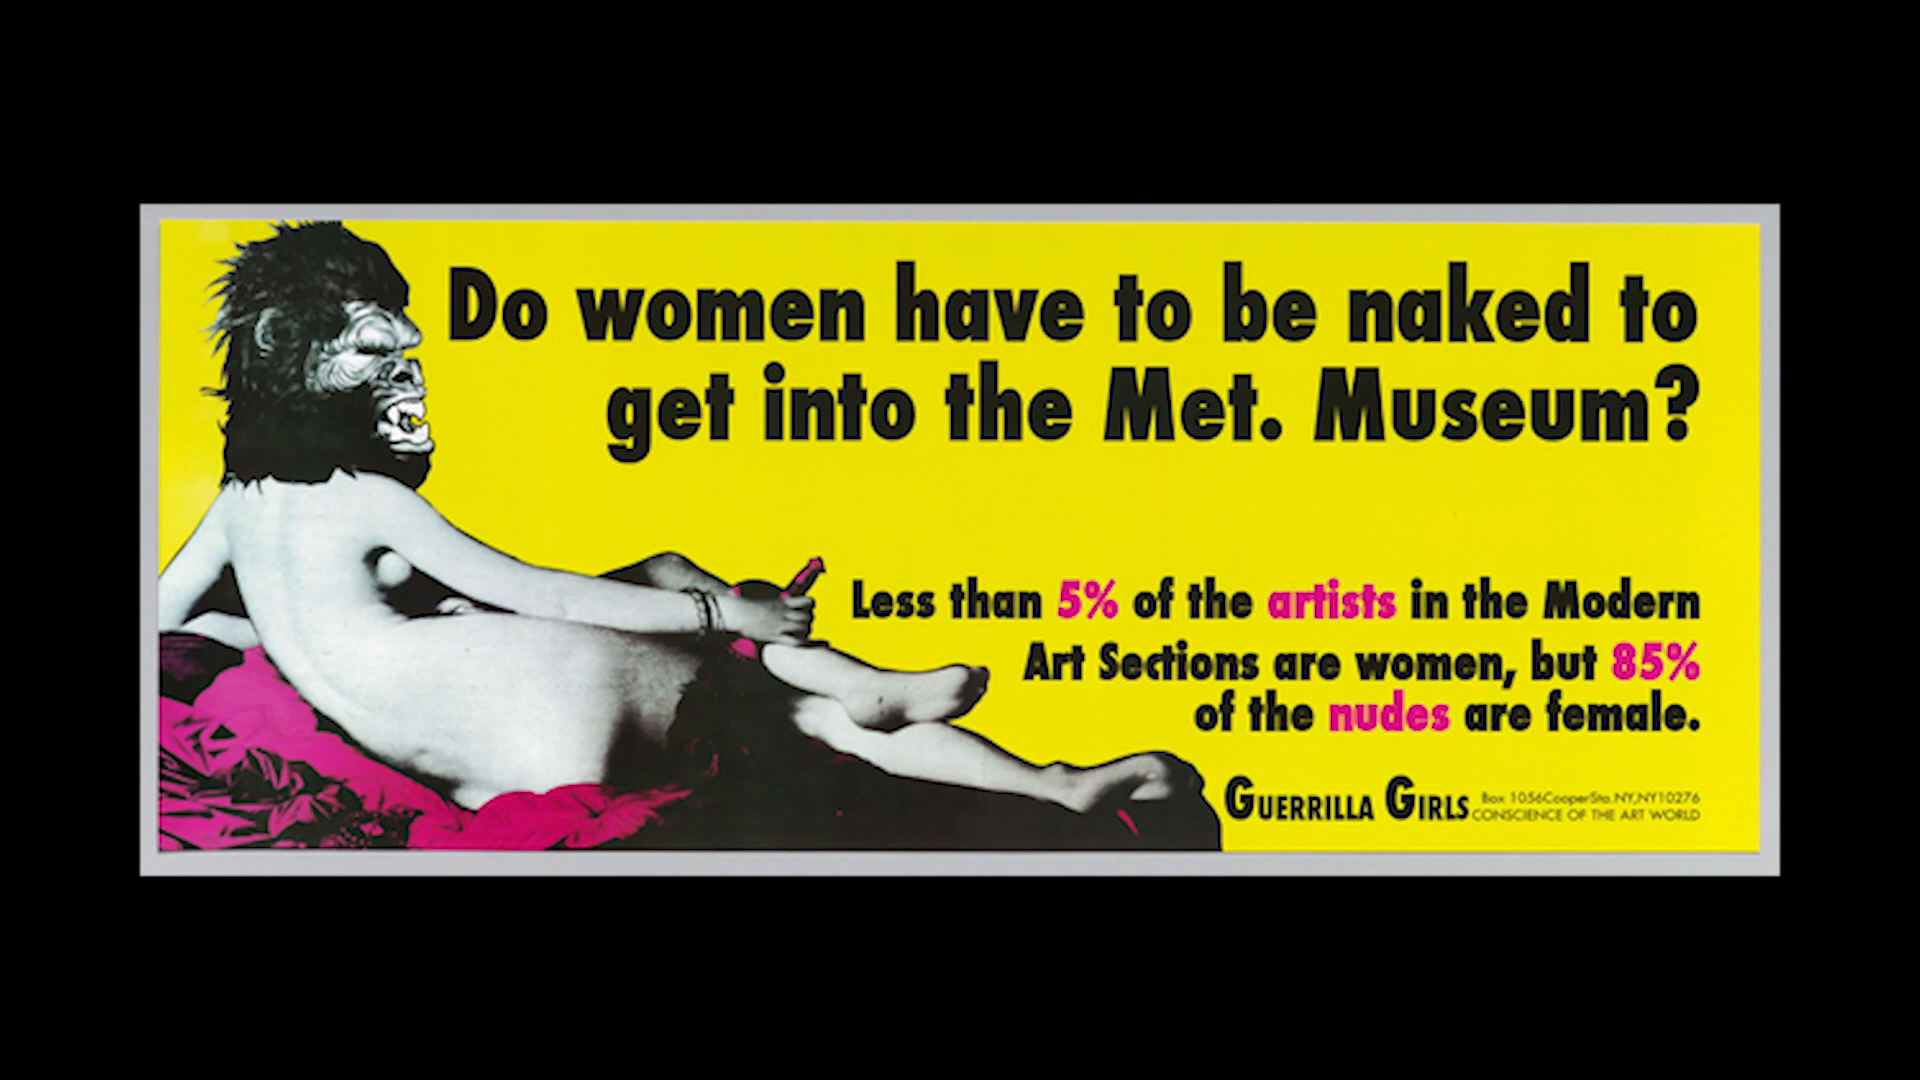 Do women have to be naked to
get into the Met. Museum?
Less than 5% of the artists in the Modern
Art Sections are women, but 85%
of the nudes are female.
GUERRILLA GIRLS Box 1056CooperSta.NY,NY10276
CONSCIENCE OF THE ART WORLD